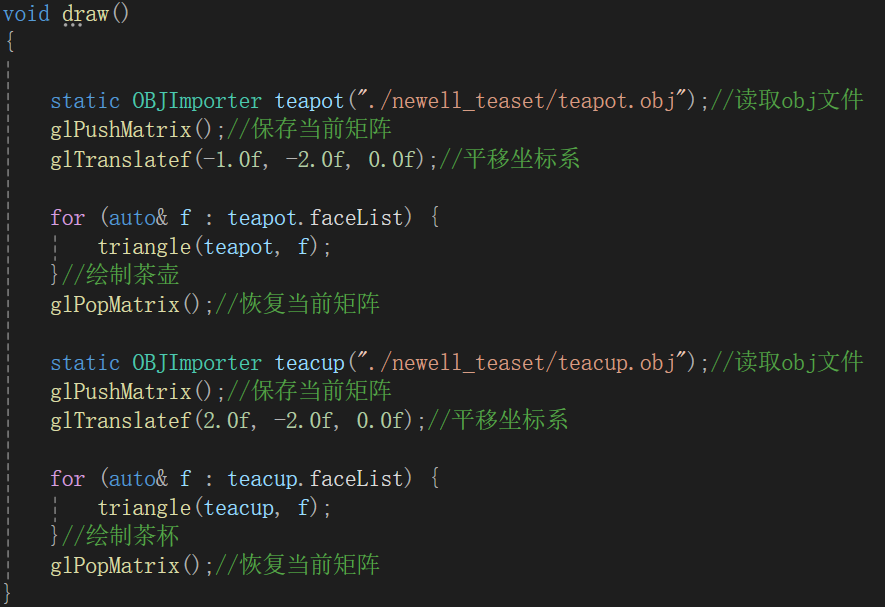 void draw()
{
static OBJImporter teapot("./newell_teaset/teapot.obj");//读取obj文件
glPushMatrix();//保存当前矩阵
glTranslatef(-1.0f, -2.0f, 0.0f);//平移坐标系
for (auto& f : teapot.faceList) {
triangle(teapot, f);
}//绘制茶壶
glPopMatrix();//恢复当前矩阵
static OBJImporter teacup("./newell_teaset/teacup.obj");//读取obj文件
glPushMatrix();//保存当前矩阵
glTranslatef(2.0f, -2.0f, 0.0f);//平移坐标系
for (auto& f : teacup.faceList) {
triangle(teacup, f);
}//绘制茶杯
glPopMatrix();//恢复当前矩阵
}